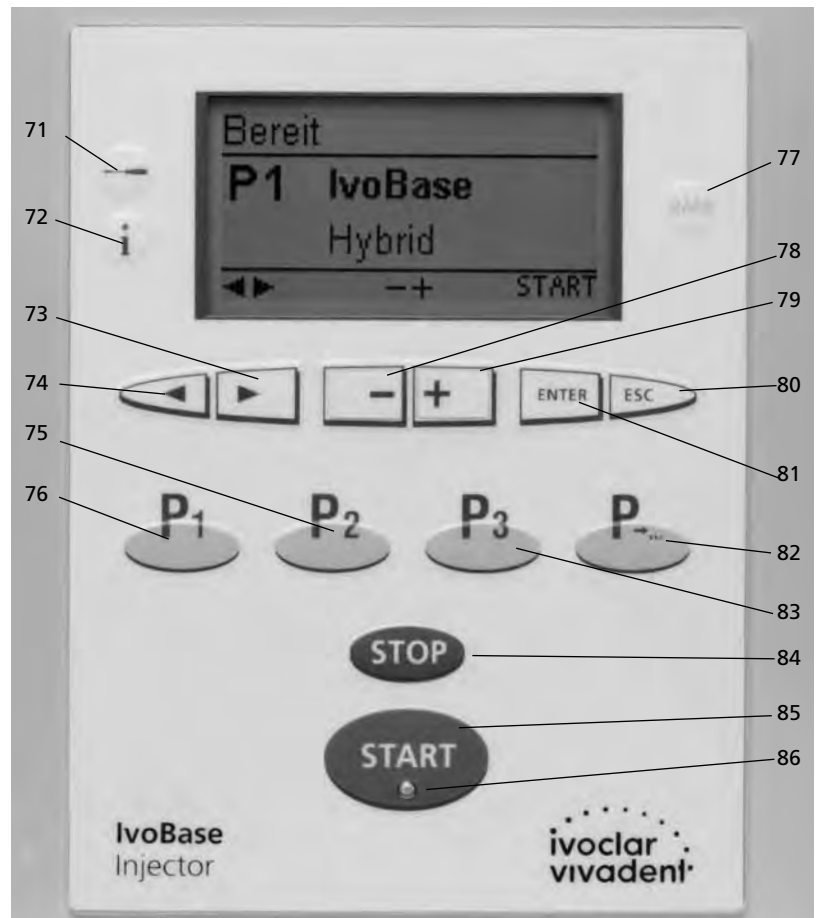 71
72
73
74
75
76
77
78
79
80
81
82
83
84
85
86
Bereit
P1 IvoBase
Hybrid
◀▶ −+ START
i
◀ ▶ − + ENTER ESC
P1 P2 P3 P→...
STOP
START
IvoBase
Injector
ivoclar
vivadent